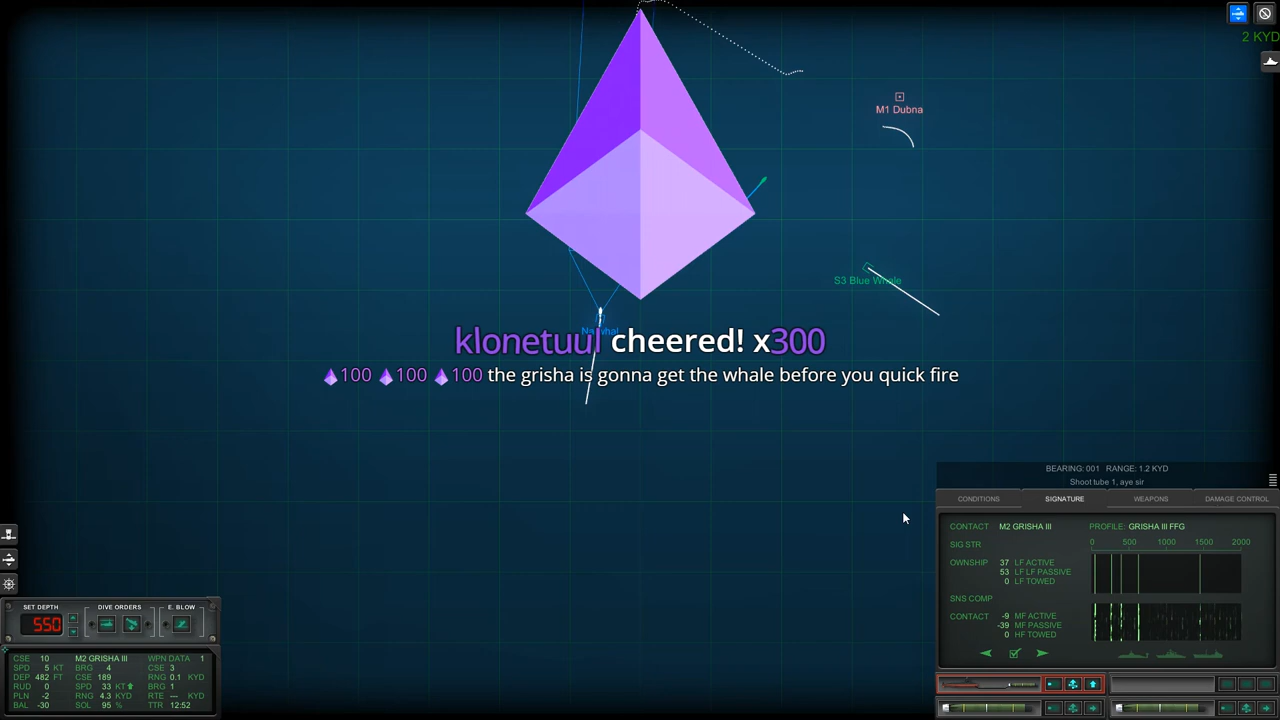 2 KYD
M1 Dubna
S3 Blue Whale
klonetuul cheered! x300
100 100 100 the grisha is gonna get the whale before you quick fire
BEARING: 001 RANGE: 1.2 KYD
Shoot tube 1, aye sir
CONDITIONS SIGNATURE WEAPONS DAMAGE CONTROL
CONTACT M2 GRISHA III PROFILE: GRISHA III FFG
SIG STR 0 500 1000 1500 2000
OWNSHIP 37 LF ACTIVE
53 LF LF PASSIVE
0 LF TOWED
SNS COMP
CONTACT -9 MF ACTIVE
-39 MF PASSIVE
0 HF TOWED
SET DEPTH DIVE ORDERS E. BLOW
550
CSE 10 M2 GRISHA III WPN DATA 1
SPD 5 KT BRG 4 CSE 3
DEP 482 FT CSE 189 RNG 0.1 KYD
RUD 0 SPD 33 KT BRG 1
PLN -2 RNG 4.3 KYD RTE --- KYD
BAL -30 SOL 95 % TTR 12:52